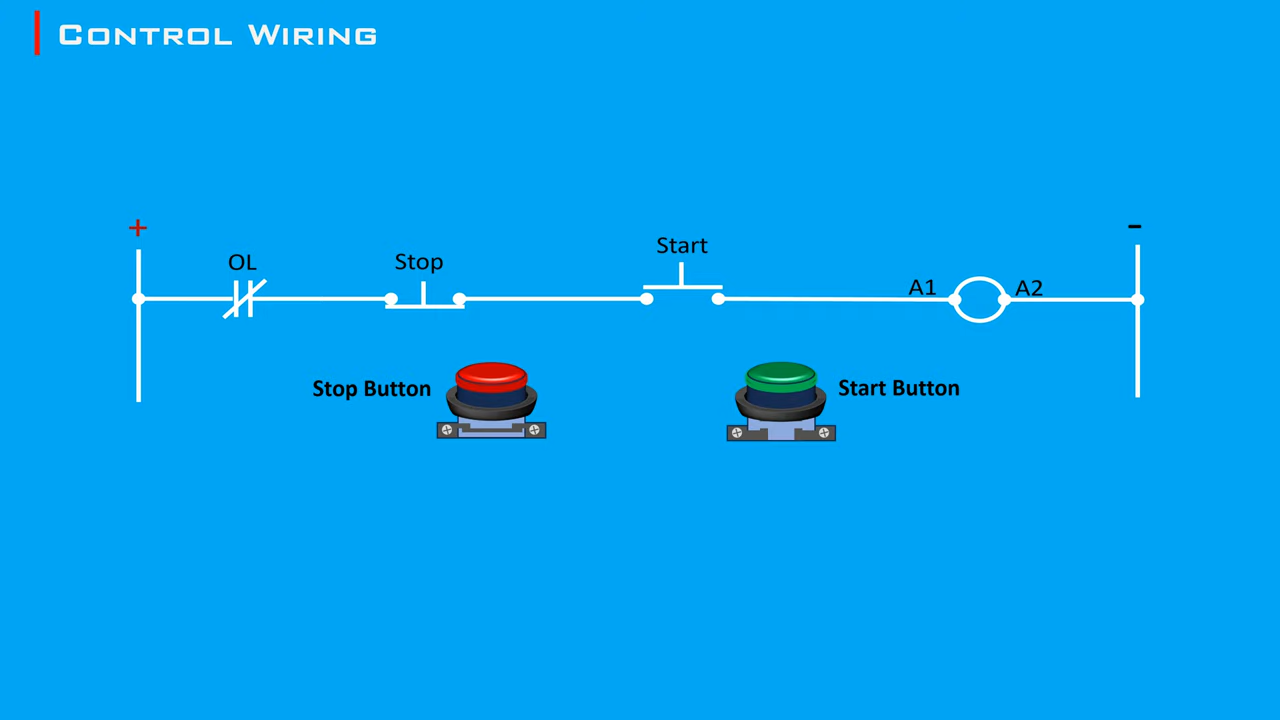 CONTROL WIRING
+
-
OL
Stop
Start
A1
A2
Stop Button
Start Button